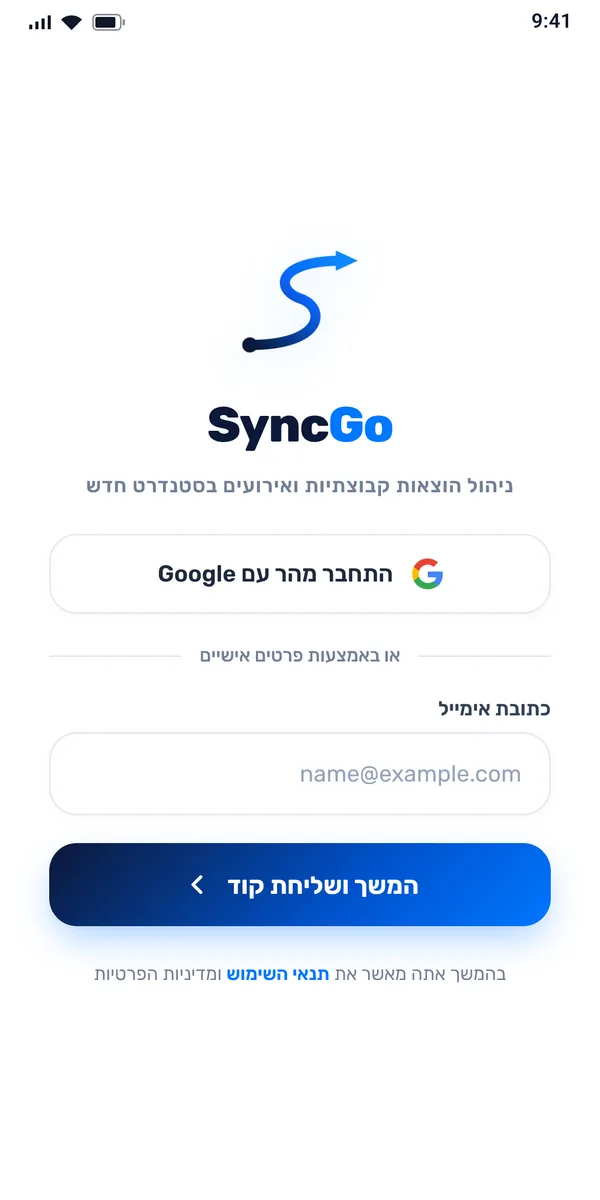 9:41
SyncGo
ניהול הוצאות קבוצתיות ואירועים בסטנדרט חדש
התחבר מהר עם Google
או באמצעות פרטים אישיים
כתובת אימייל
name@example.com
המשך ושליחת קוד
בהמשך אתה מאשר את תנאי השימוש ומדיניות הפרטיות